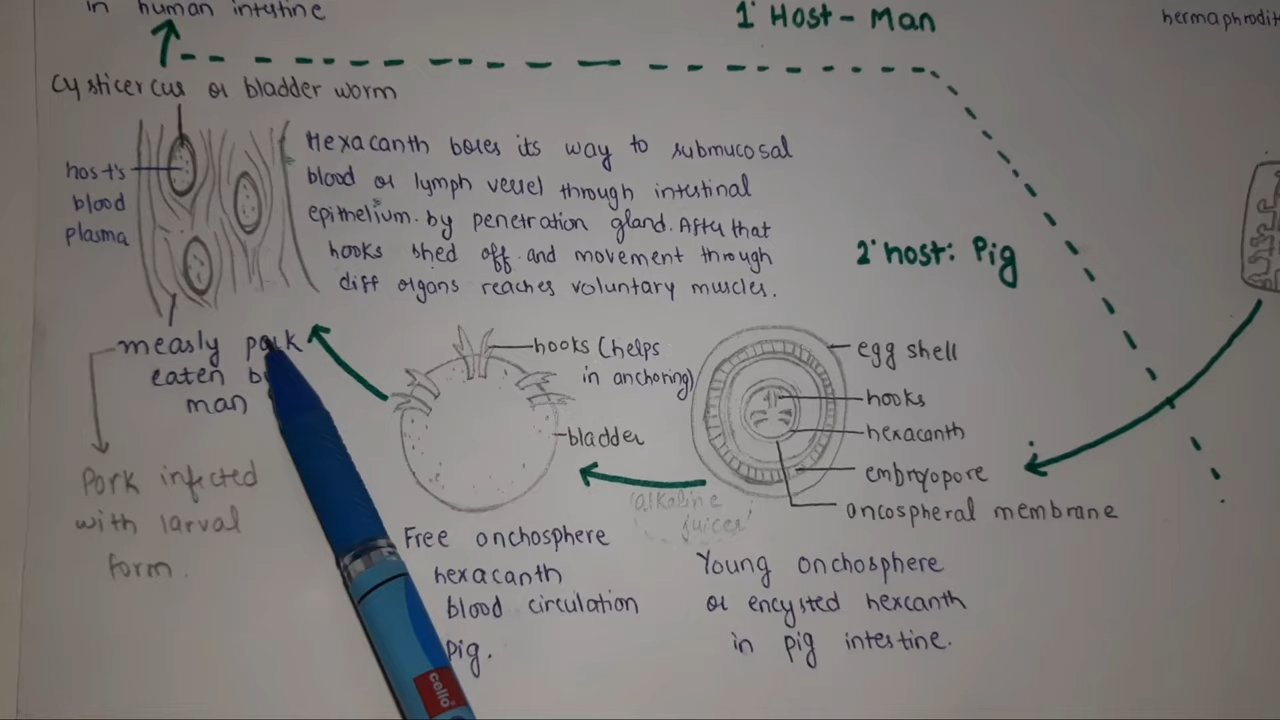 in human intestine
1° Host - Man
hermaphrodit
Cysticercus or bladder worm
host's
blood
plasma
Hexacanth bores its way to submucosal
blood or lymph vessel through intestinal
epithelium. by penetration gland. After that
hooks shed off and movement through
diff organs reaches voluntary muscles.
2° host: Pig
measly pork
eaten b
man
Pork infected
with larval
form.
hooks (helps
in anchoring)
bladder
egg shell
hooks
hexacanth
embryopore
oncospheral membrane
(alkaline
juices)
Free onchosphere
hexacanth
blood circulation
pig.
Young onchosphere
or encysted hexcanth
in pig intestine.
cello